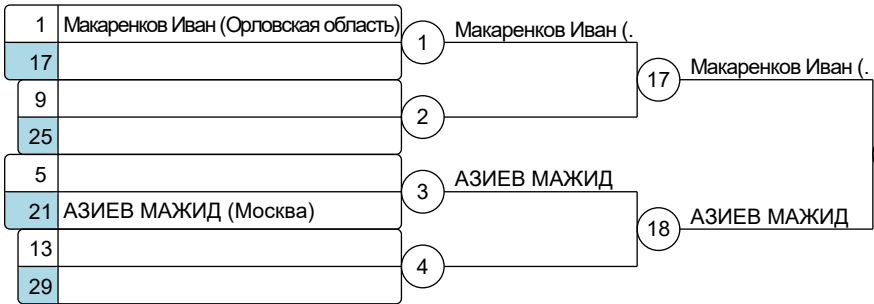 1 Макаренков Иван (Орловская область)
17
9
25
5
21 АЗИЕВ МАЖИД (Москва)
13
29
1 Макаренков Иван (.
2
3 АЗИЕВ МАЖИД
4
17 Макаренков Иван (.
18 АЗИЕВ МАЖИД